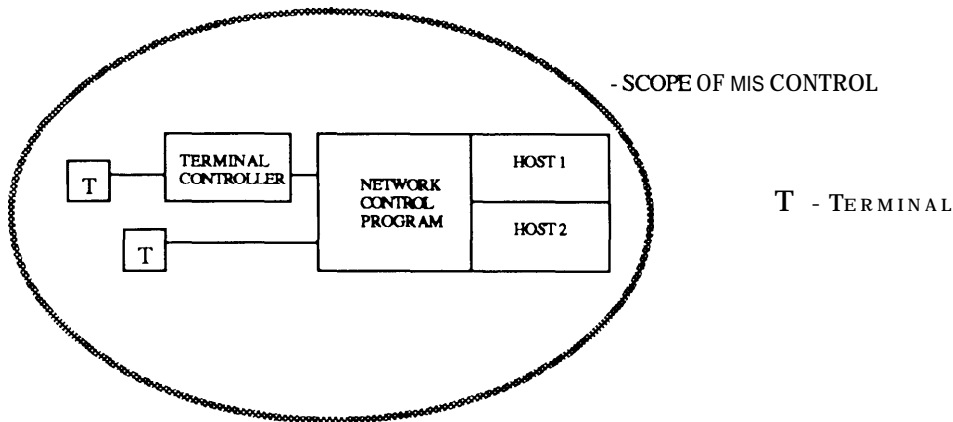 - SCOPE OF MIS CONTROL
TERMINAL
CONTROLLER
HOST 1
T
NETWORK
CONTROL
PROGRAM
T - TERMINAL
HOST 2
T